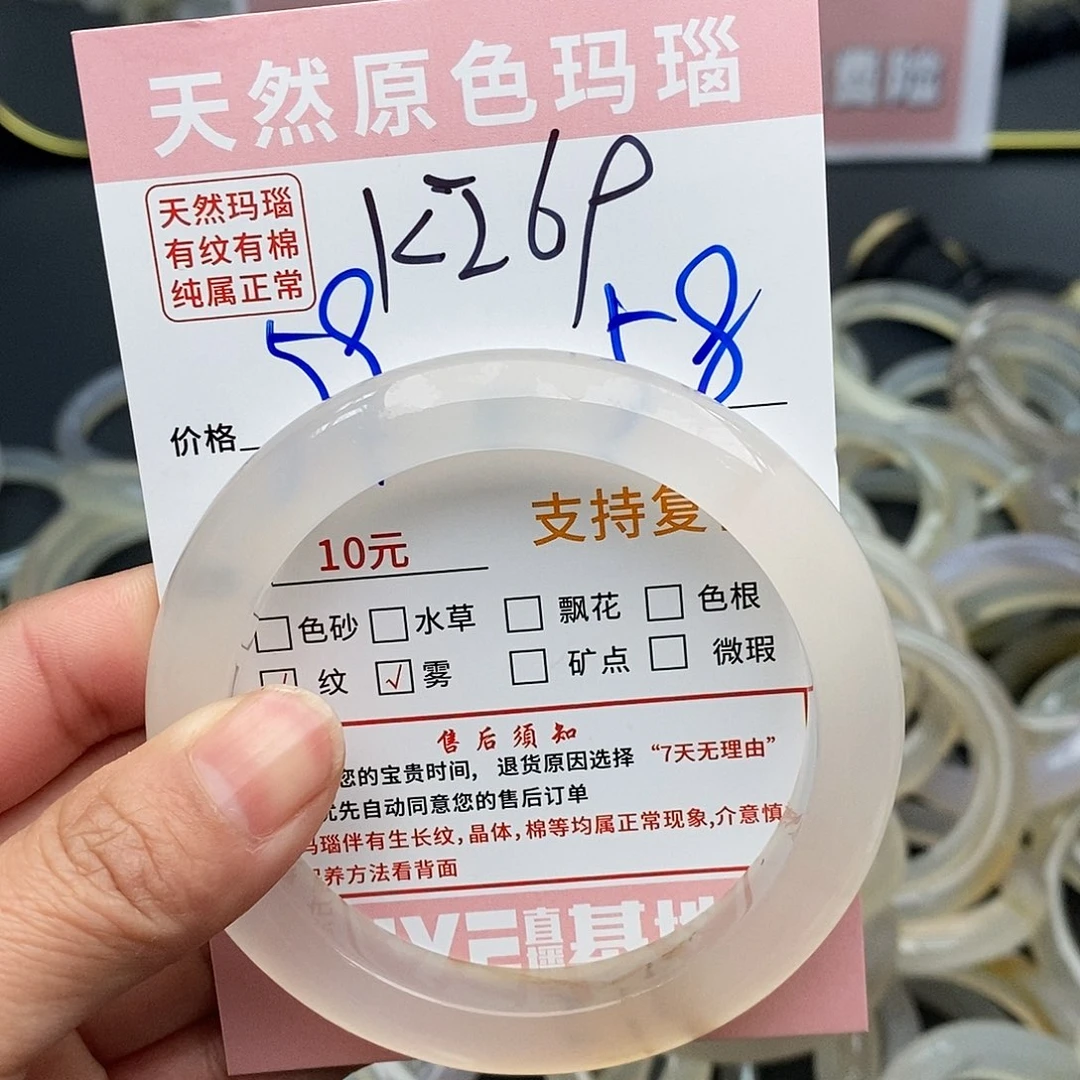 天然原色玛瑙
天然玛瑙
有纹有棉
纯属正常
K26P
58
58
价格
10元
支持复
色砂 水草 飘花 色根
纹 √雾 矿点 微瑕
售后须知
您的宝贵时间，退货原因选择“7天无理由”
优先自动同意您的售后订单
玛瑙伴有生长纹,晶体,棉等均属正常现象,介意慎
养方法看背面
直播基地